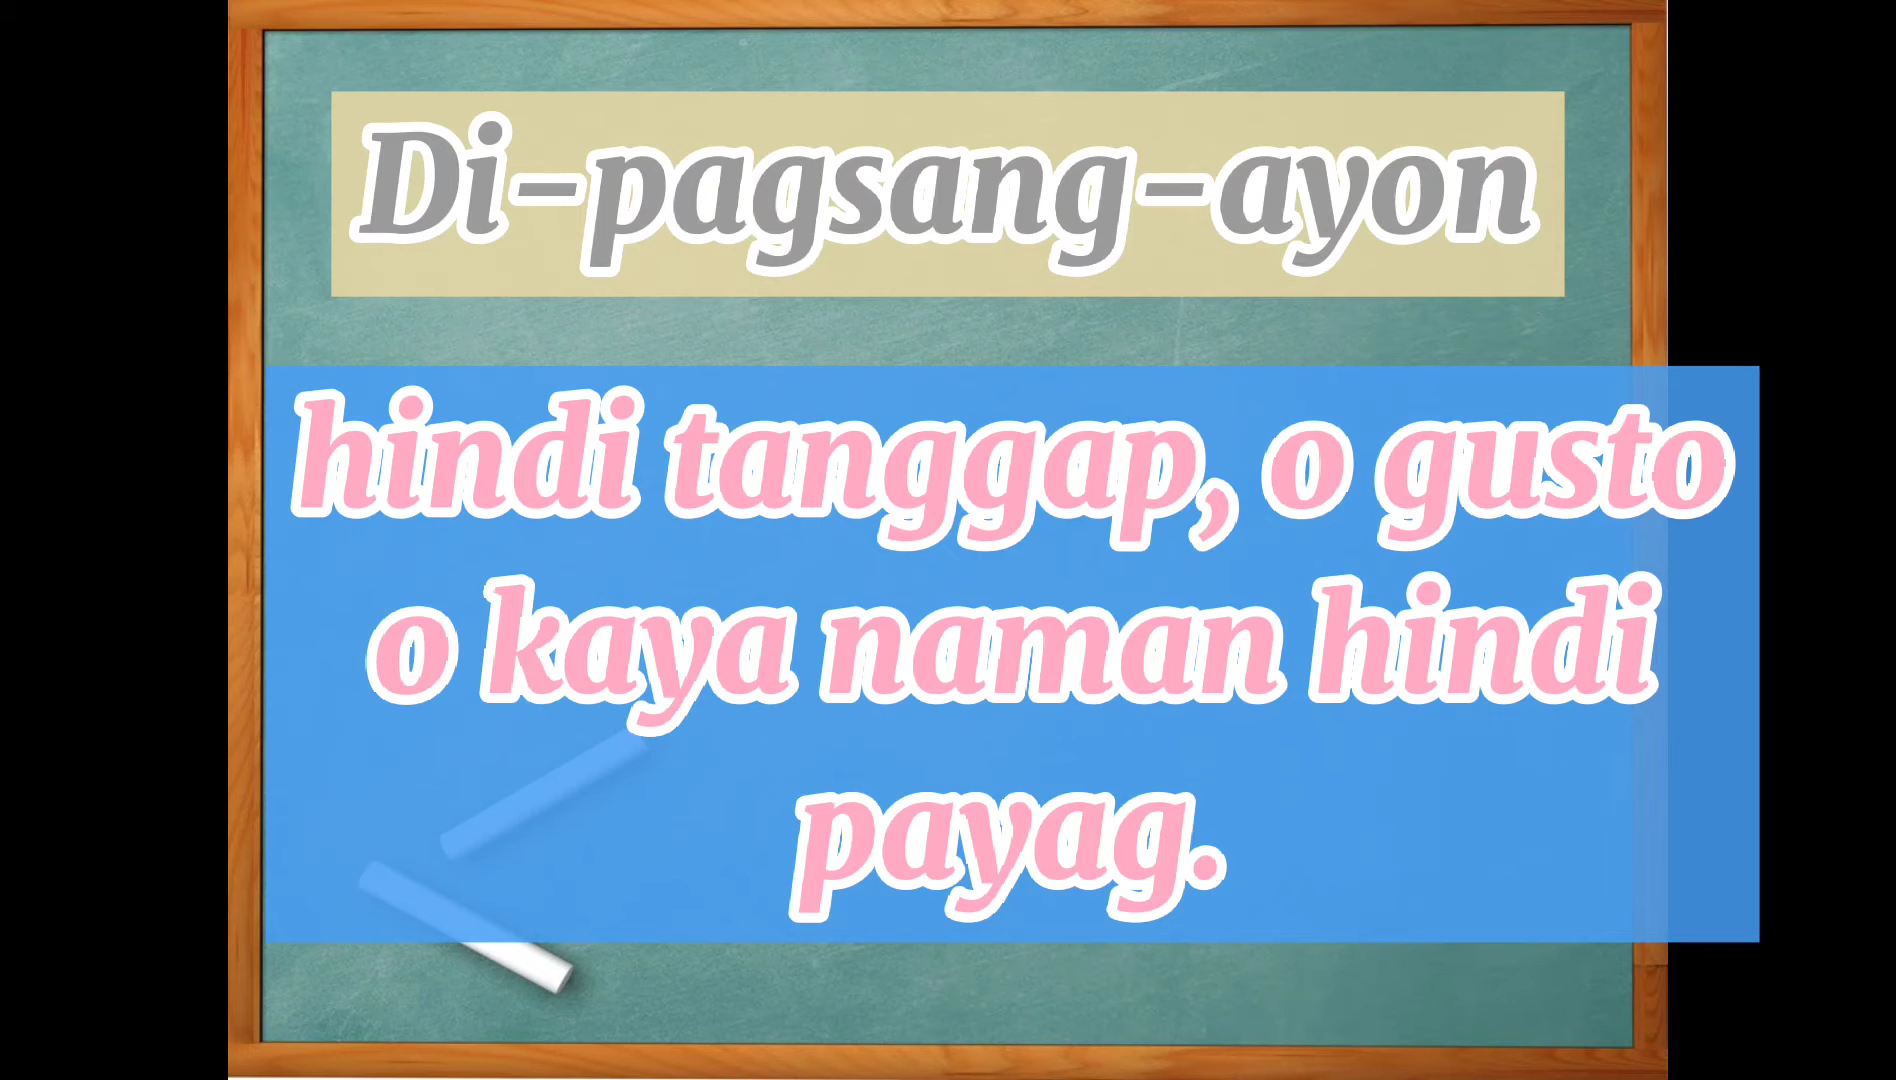 Di-pagsang-ayon
hindi tanggap, o gusto
o kaya naman hindi
payag.